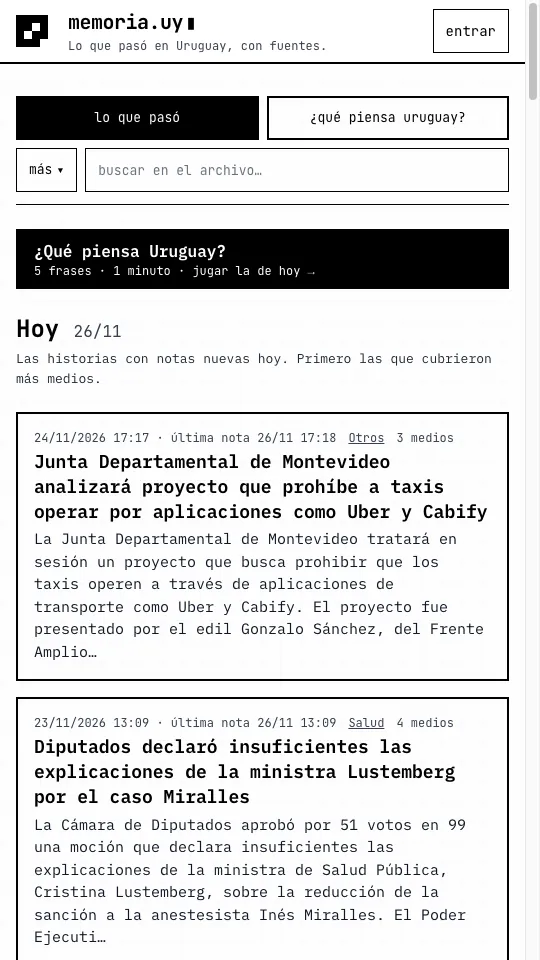 memoria.uy
Lo que pasó en Uruguay, con fuentes.
entrar
lo que pasó
¿qué piensa uruguay?
más ▾
buscar en el archivo…
¿Qué piensa Uruguay?
5 frases · 1 minuto · jugar la de hoy →
Hoy 26/11
Las historias con notas nuevas hoy. Primero las que cubrieron
más medios.
24/11/2026 17:17 · última nota 26/11 17:18 Otros 3 medios
Junta Departamental de Montevideo
analizará proyecto que prohíbe a taxis
operar por aplicaciones como Uber y Cabify
La Junta Departamental de Montevideo tratará en
sesión un proyecto que busca prohibir que los
taxis operen a través de aplicaciones de
transporte como Uber y Cabify. El proyecto fue
presentado por el edil Gonzalo Sánchez, del Frente
Amplio…
23/11/2026 13:09 · última nota 26/11 13:09 Salud 4 medios
Diputados declaró insuficientes las
explicaciones de la ministra Lustemberg
por el caso Miralles
La Cámara de Diputados aprobó por 51 votos en 99
una moción que declara insuficientes las
explicaciones de la ministra de Salud Pública,
Cristina Lustemberg, sobre la reducción de la
sanción a la anestesista Inés Miralles. El Poder
Ejecuti…